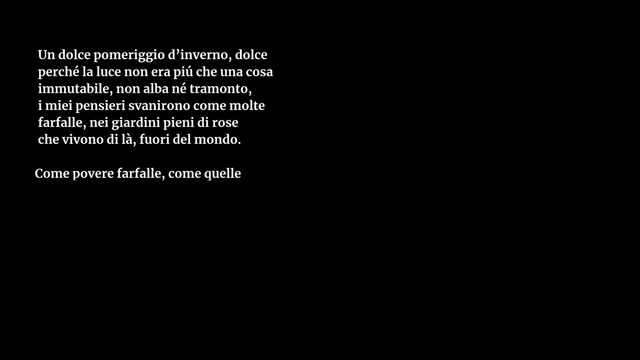 Un dolce pomeriggio d’inverno, dolce
perché la luce non era piú che una cosa
immutabile, non alba né tramonto,
i miei pensieri svanirono come molte
farfalle, nei giardini pieni di rose
che vivono di là, fuori del mondo.
Come povere farfalle, come quelle